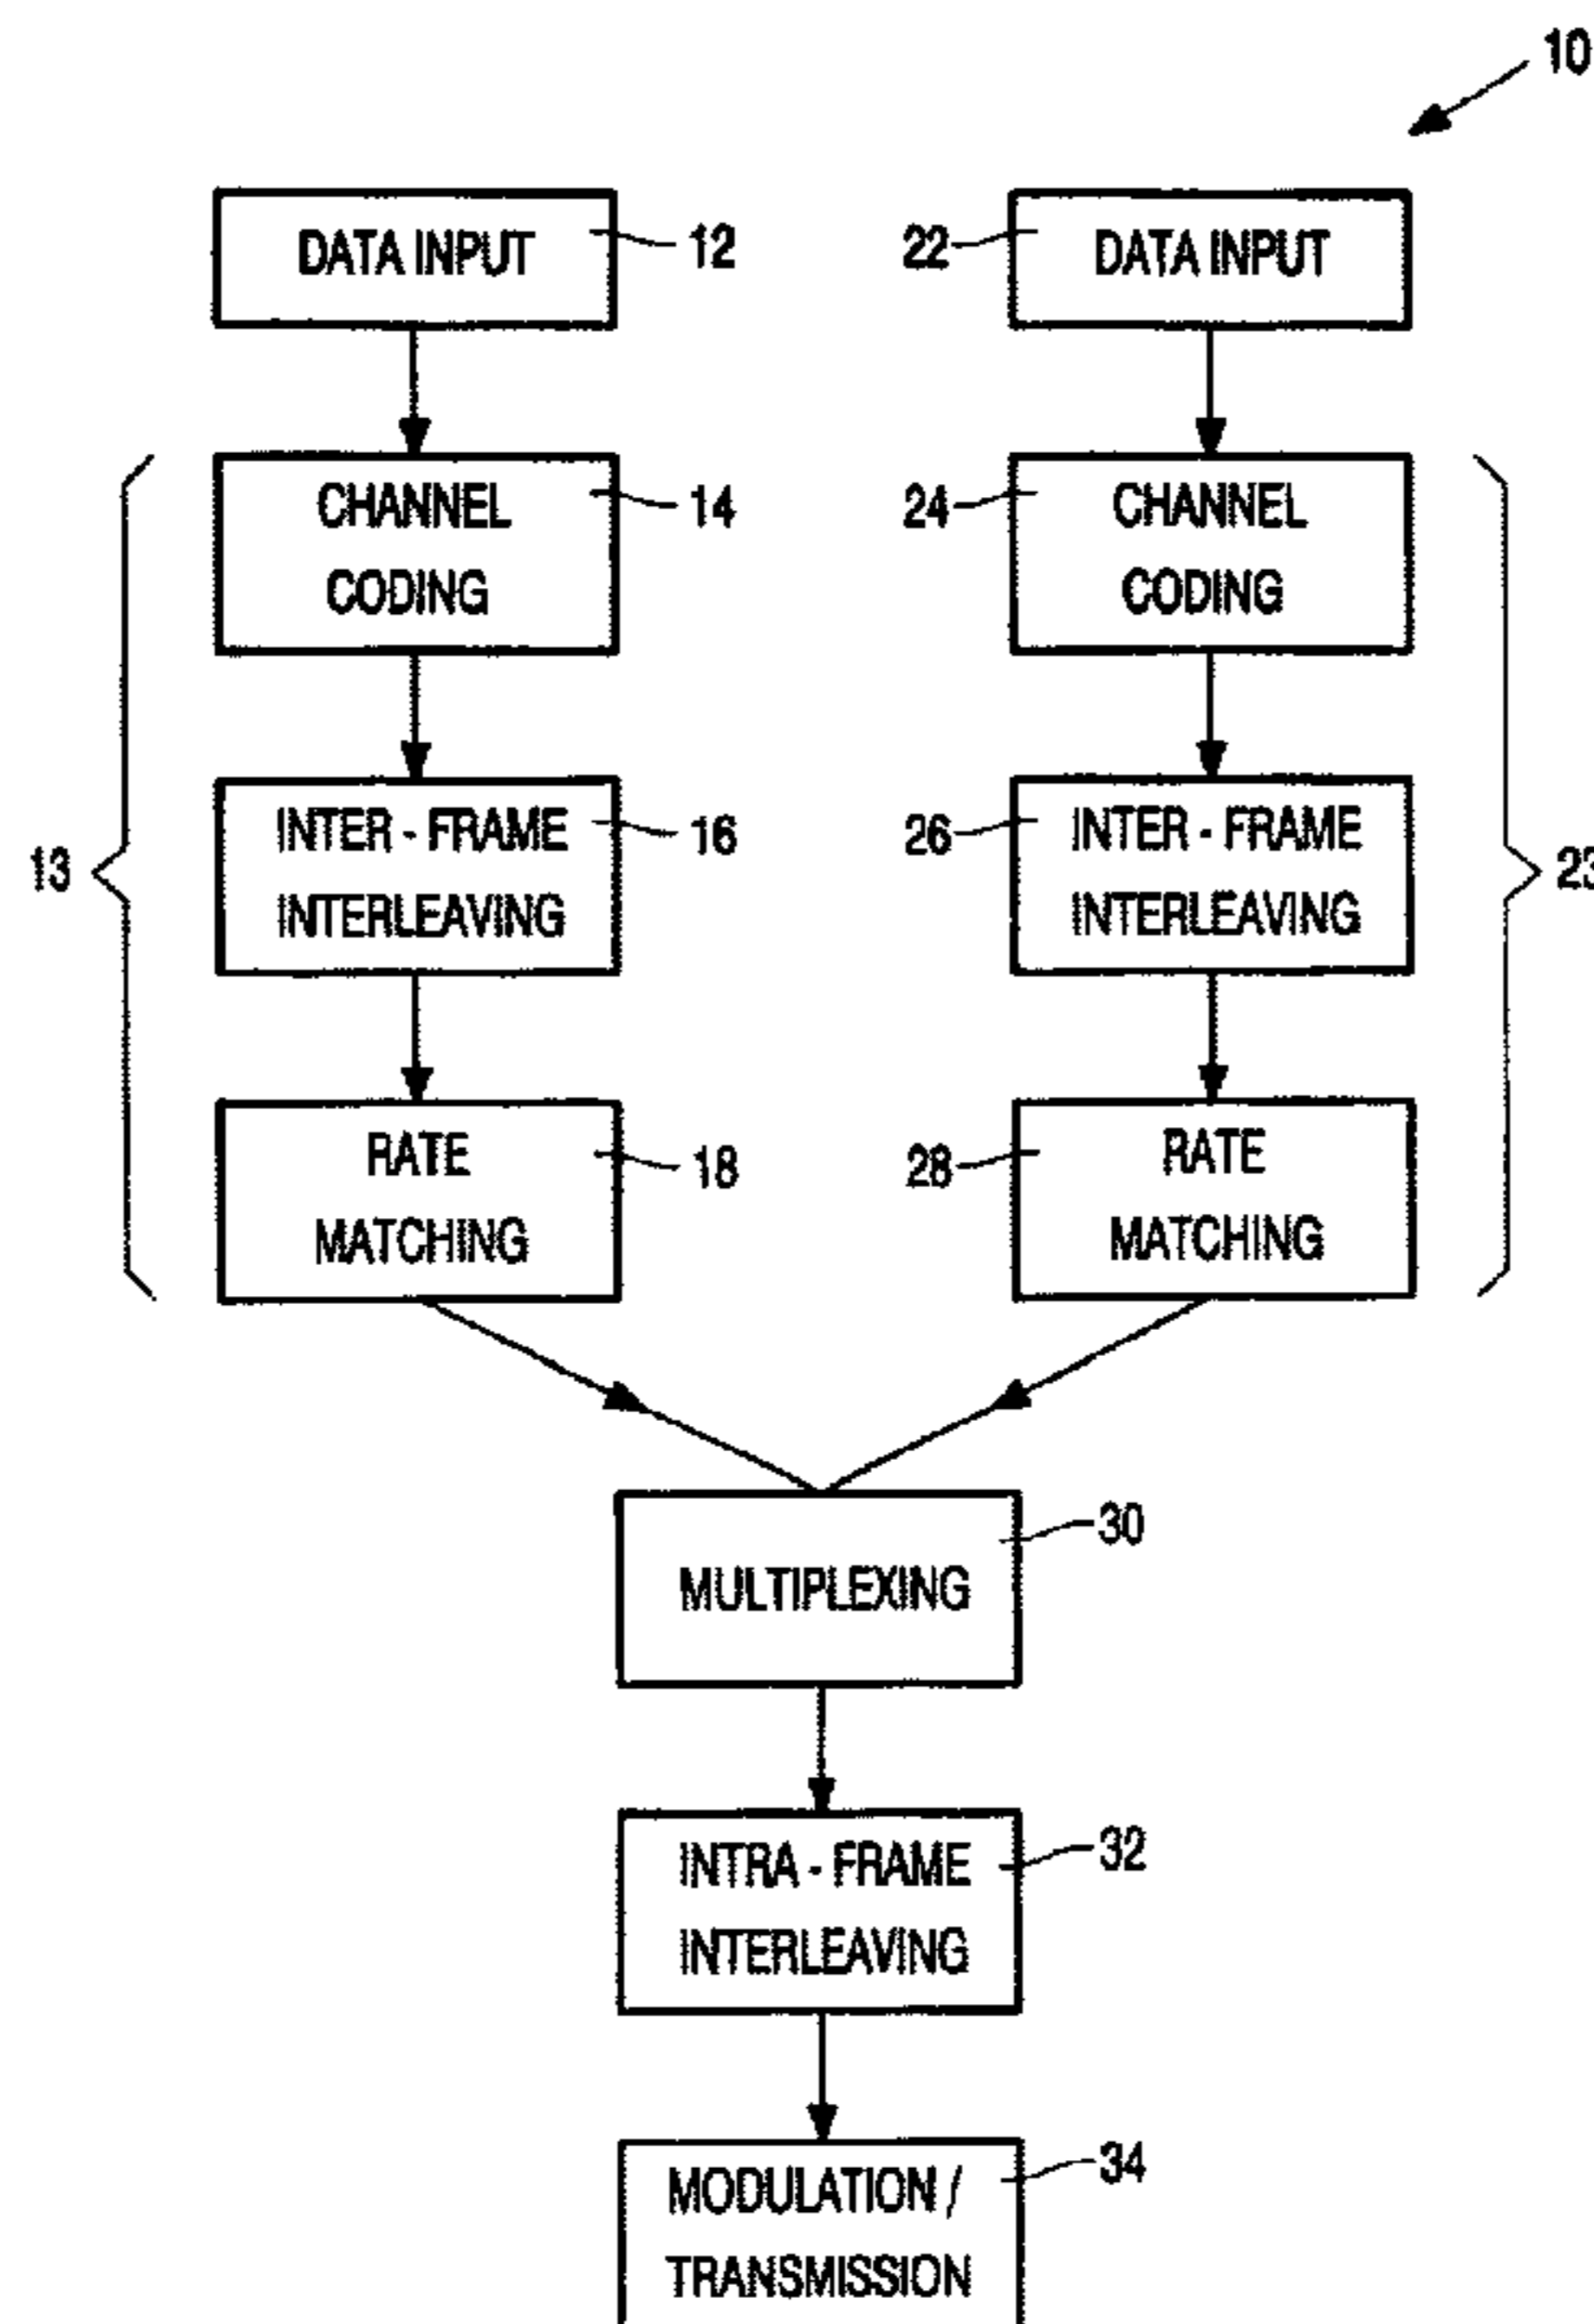 10
DATA INPUT
12
22
DATA INPUT
CHANNEL
CODING
14
24
CHANNEL
CODING
13
INTER - FRAME
INTERLEAVING
16
26
INTER - FRAME
INTERLEAVING
23
RATE
MATCHING
18
28
RATE
MATCHING
MULTIPLEXING
30
INTRA - FRAME
INTERLEAVING
32
MODULATION /
TRANSMISSION
34